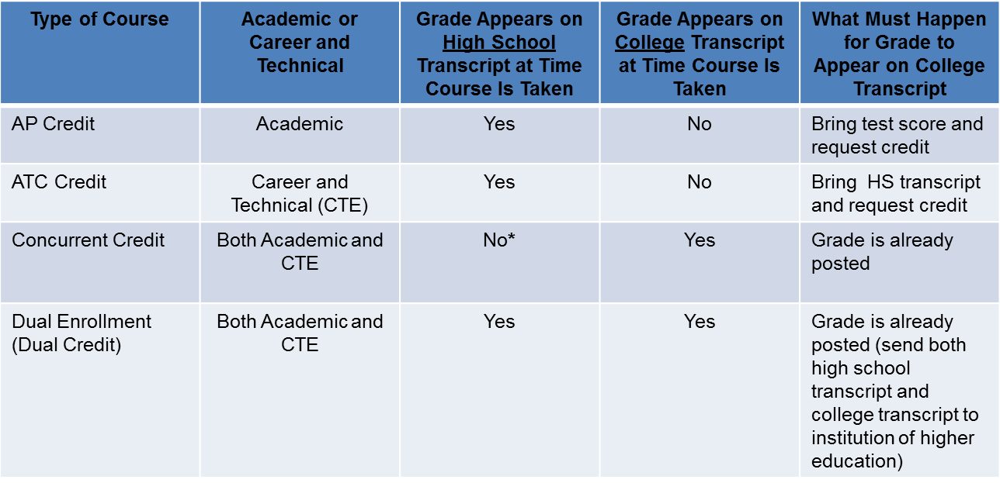 Type of Course
Academic or
Career and
Technical
Grade Appears on
High School
Transcript at Time
Course Is Taken
Grade Appears on
College Transcript
at Time Course Is
Taken
What Must Happen
for Grade to
Appear on College
Transcript
AP Credit
Academic
Yes
No
Bring test score and
request credit
ATC Credit
Career and
Technical (CTE)
Yes
No
Bring HS transcript
and request credit
Concurrent Credit
Both Academic and
CTE
No*
Yes
Grade is already
posted
Dual Enrollment
(Dual Credit)
Both Academic and
CTE
Yes
Yes
Grade is already
posted (send both
high school
transcript and
college transcript to
institution of higher
education)